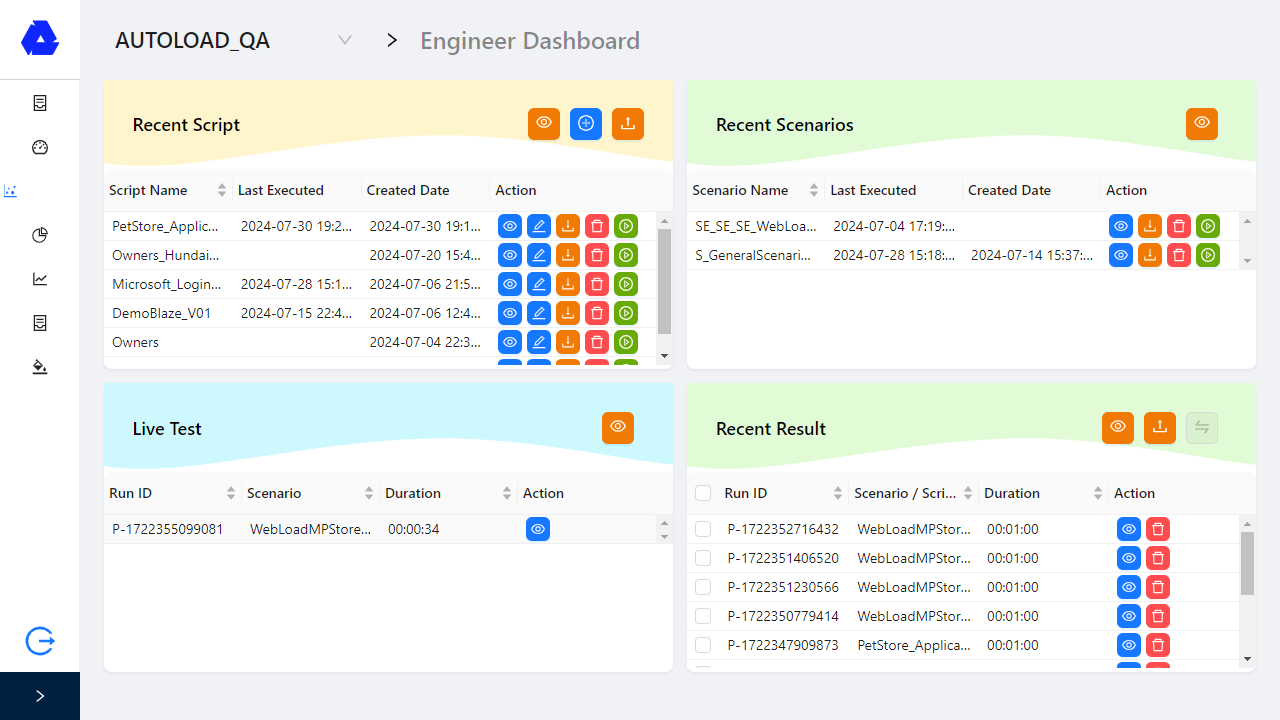 AUTOLOAD_QA > Engineer Dashboard
Recent Script
Script Name Last Executed Created Date Action
PetStore_Applic... 2024-07-30 19:2... 2024-07-30 19:1...
Owners_Hundai... 2024-07-20 15:4...
Microsoft_Login... 2024-07-28 15:1... 2024-07-06 21:5...
DemoBlaze_V01 2024-07-15 22:4... 2024-07-06 12:4...
Owners 2024-07-04 22:3...
Recent Scenarios
Scenario Name Last Executed Created Date Action
SE_SE_SE_WebLoa... 2024-07-04 17:19:...
S_GeneralScenari... 2024-07-28 15:18:... 2024-07-14 15:37:...
Live Test
Run ID Scenario Duration Action
P-1722355099081 WebLoadMPStore... 00:00:34
Recent Result
Run ID Scenario / Scri... Duration Action
P-1722352716432 WebLoadMPStor... 00:01:00
P-1722351406520 WebLoadMPStor... 00:01:00
P-1722351230566 WebLoadMPStor... 00:01:00
P-1722350779414 WebLoadMPStor... 00:01:00
P-1722347909873 PetStore_Applica... 00:01:00